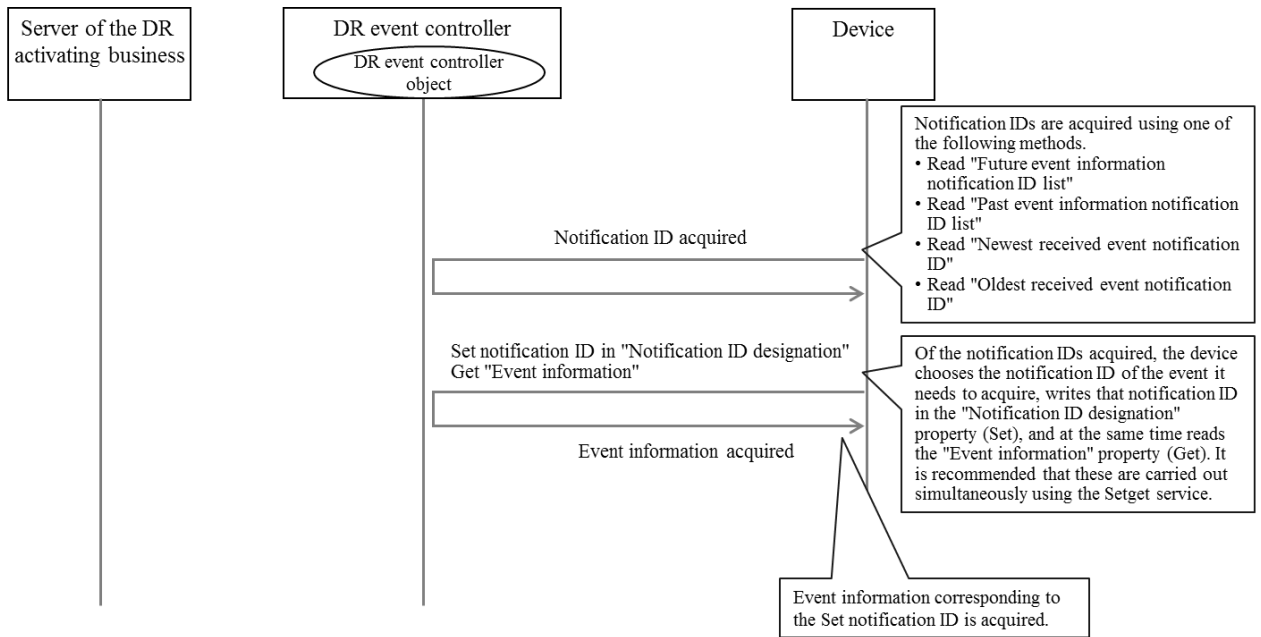 Server of the DR
activating business
DR event controller
DR event controller
object
Device
Notification IDs are acquired using one of
the following methods.
• Read "Future event information
notification ID list"
• Read "Past event information notification
ID list"
• Read "Newest received event notification
ID"
• Read "Oldest received event notification
ID"
Notification ID acquired
Set notification ID in "Notification ID designation"
Get "Event information"
Of the notification IDs acquired, the device
chooses the notification ID of the event it
needs to acquire, writes that notification ID
in the "Notification ID designation"
property (Set), and at the same time reads
the "Event information" property (Get). It
is recommended that these are carried out
simultaneously using the Setget service.
Event information acquired
Event information corresponding to
the Set notification ID is acquired.